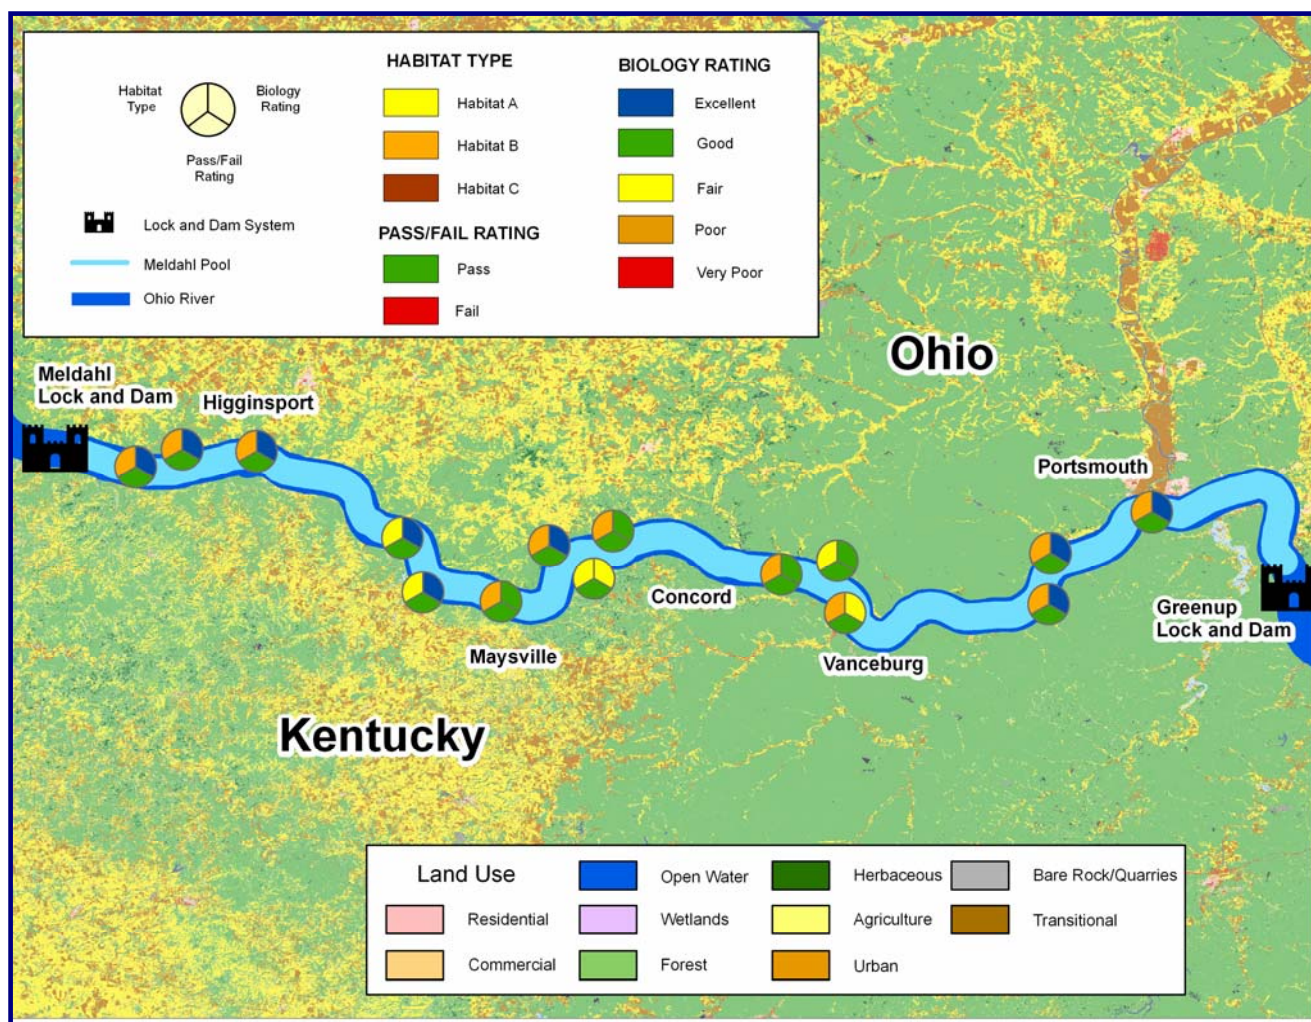 HABITAT TYPE
BIOLOGY RATING
Habitat
Type
Biology
Rating
Pass/Fail
Rating
Habitat A
Habitat B
Habitat C
Excellent
Good
Fair
Poor
Very Poor
PASS/FAIL RATING
Pass
Fail
Lock and Dam System
Meldahl Pool
Ohio River
Ohio
Meldahl
Lock and Dam
Higginsport
Portsmouth
Concord
Greenup
Lock and Dam
Maysville
Vanceburg
Kentucky
Land Use
Open Water
Herbaceous
Bare Rock/Quarries
Residential
Wetlands
Agriculture
Transitional
Commercial
Forest
Urban